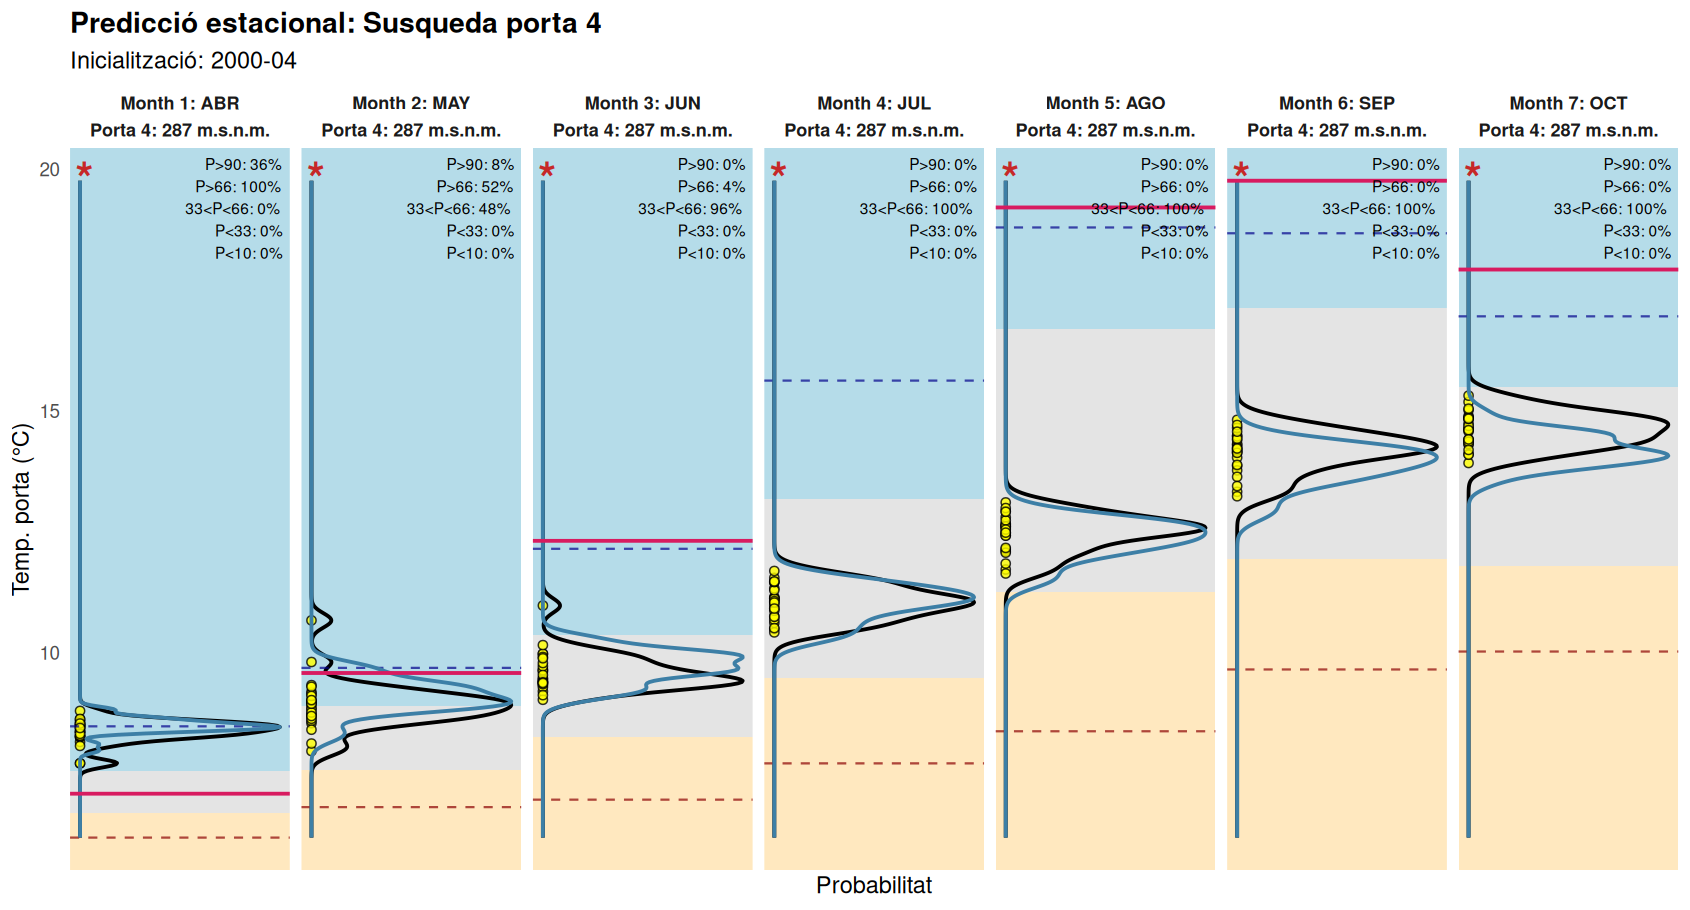 Predicció estacional: Susqueda porta 4
Inicialització: 2000-04
Month 1: ABR
Porta 4: 287 m.s.n.m.
Month 2: MAY
Porta 4: 287 m.s.n.m.
Month 3: JUN
Porta 4: 287 m.s.n.m.
Month 4: JUL
Porta 4: 287 m.s.n.m.
Month 5: AGO
Porta 4: 287 m.s.n.m.
Month 6: SEP
Porta 4: 287 m.s.n.m.
Month 7: OCT
Porta 4: 287 m.s.n.m.
*
P>90: 36%
P>66: 100%
33<P<66: 0%
P<33: 0%
P<10: 0%
*
P>90: 8%
P>66: 52%
33<P<66: 48%
P<33: 0%
P<10: 0%
*
P>90: 0%
P>66: 4%
33<P<66: 96%
P<33: 0%
P<10: 0%
*
P>90: 0%
P>66: 0%
33<P<66: 100%
P<33: 0%
P<10: 0%
*
P>90: 0%
P>66: 0%
33<P<66: 100%
P<33: 0%
P<10: 0%
*
P>90: 0%
P>66: 0%
33<P<66: 100%
P<33: 0%
P<10: 0%
*
P>90: 0%
P>66: 0%
33<P<66: 100%
P<33: 0%
P<10: 0%
20
15
10
Temp. porta (°C)
Probabilitat